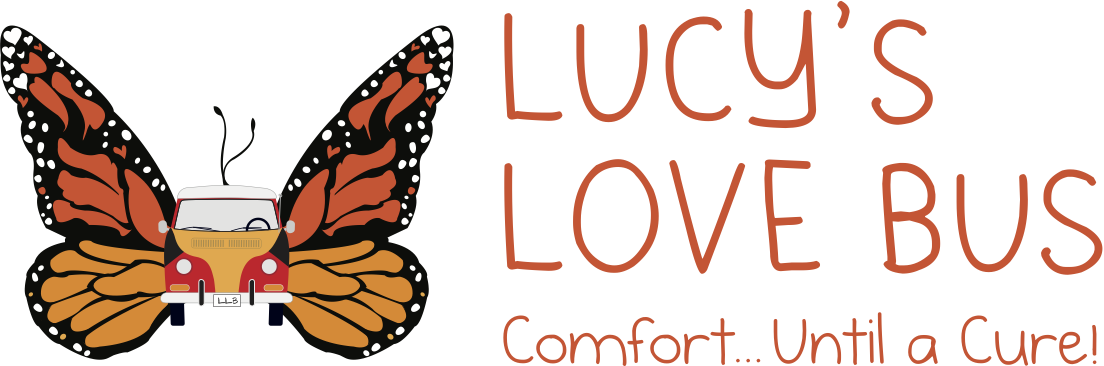 LUCY'S
LOVE BUS
Comfort... Until a Cure!
LLB